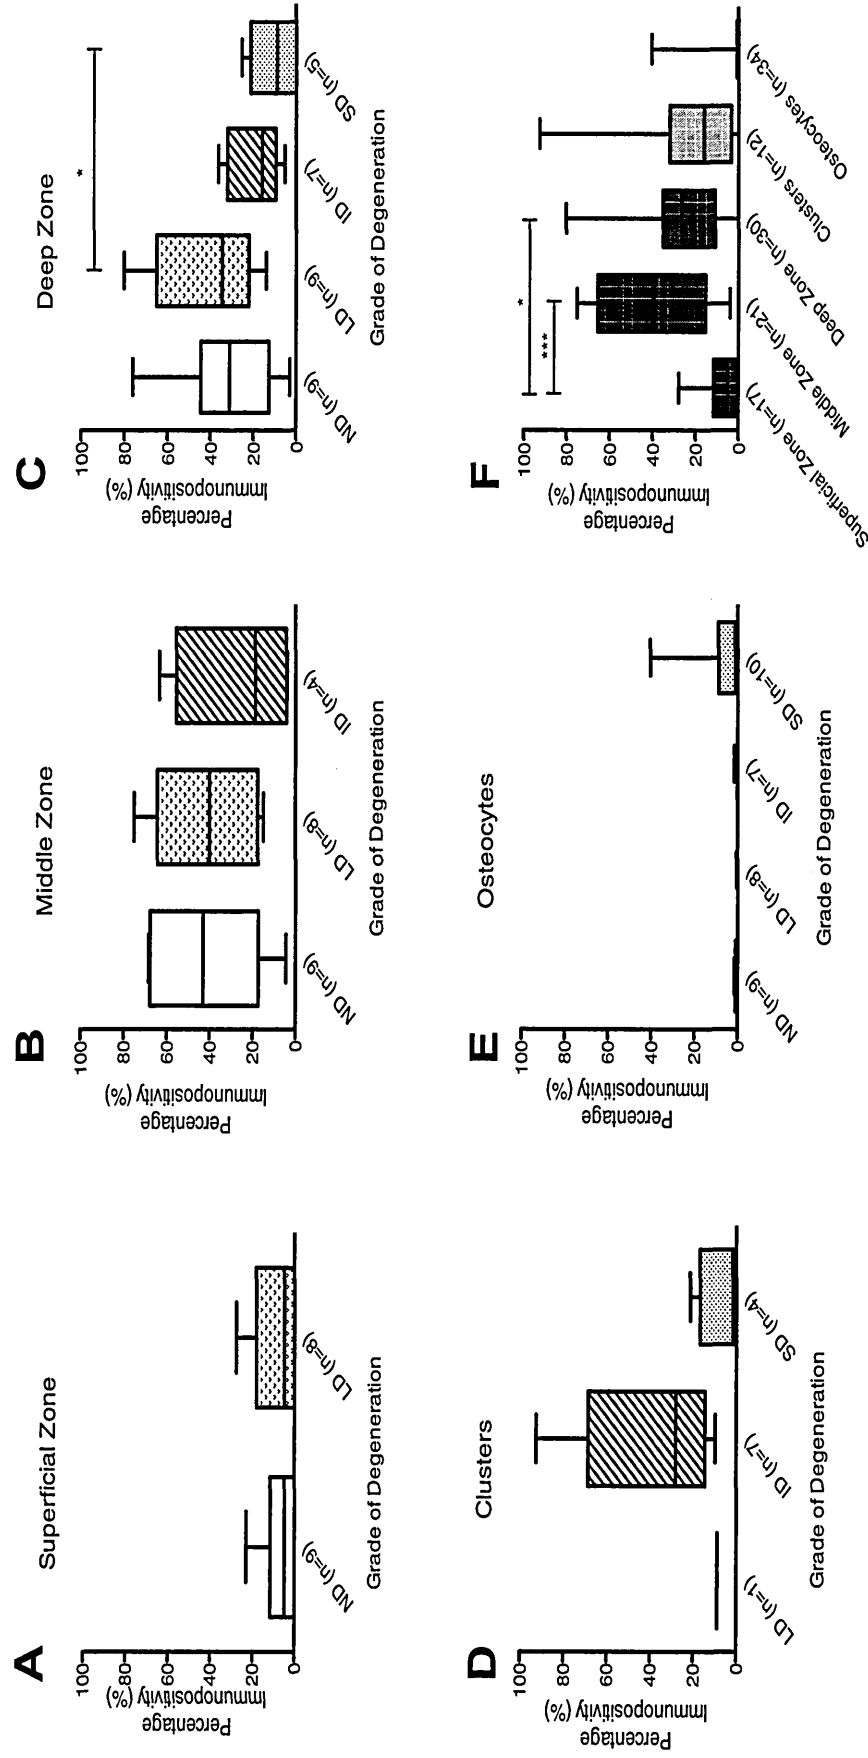 A
Superficial Zone
Percentage
Immunopositivity (%)
100
80
60
40
20
0
ND (n=9)
LD (n=8)
Grade of Degeneration
B
Middle Zone
Percentage
Immunopositivity (%)
100
80
60
40
20
0
ND (n=9)
LD (n=8)
ID (n=4)
Grade of Degeneration
C
Deep Zone
Percentage
Immunopositivity (%)
100
80
60
40
20
0
*
ND (n=9)
LD (n=9)
ID (n=7)
SD (n=5)
Grade of Degeneration
D
Clusters
Percentage
Immunopositivity (%)
100
80
60
40
20
0
LD (n=1)
ID (n=7)
SD (n=4)
Grade of Degeneration
E
Osteocytes
Percentage
Immunopositivity (%)
100
80
60
40
20
0
ND (n=9)
LD (n=8)
ID (n=7)
SD (n=10)
Grade of Degeneration
F
Percentage
Immunopositivity (%)
100
80
60
40
20
0
*
***
Superficial Zone (n=17)
Middle Zone (n=21)
Deep Zone (n=30)
Clusters (n=12)
Osteocytes (n=34)